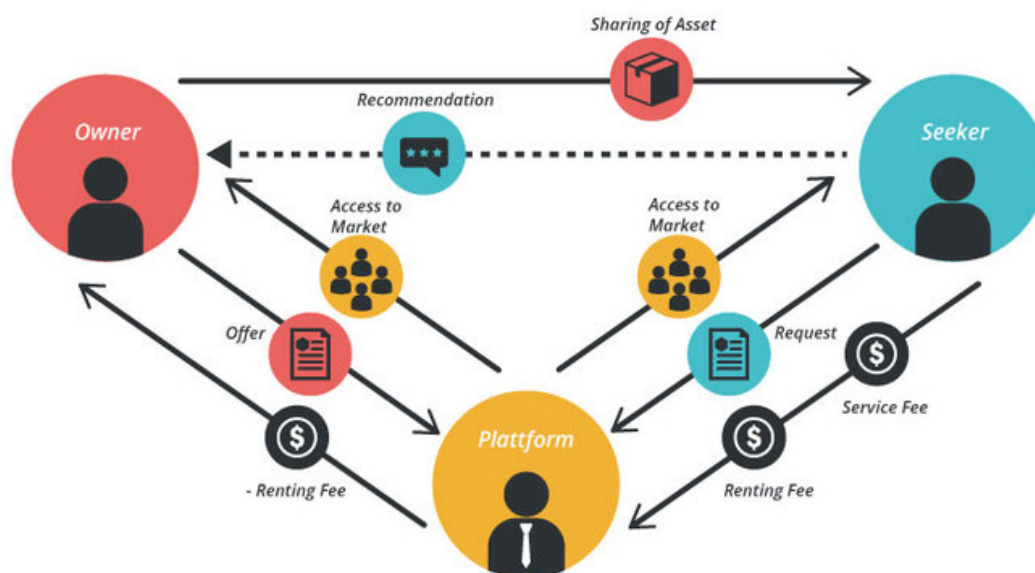 Sharing of Asset
Recommendation
Owner
Seeker
Access to
Market
Access to
Market
Offer
Request
Service Fee
Plattform
- Renting Fee
Renting Fee
$
$
$